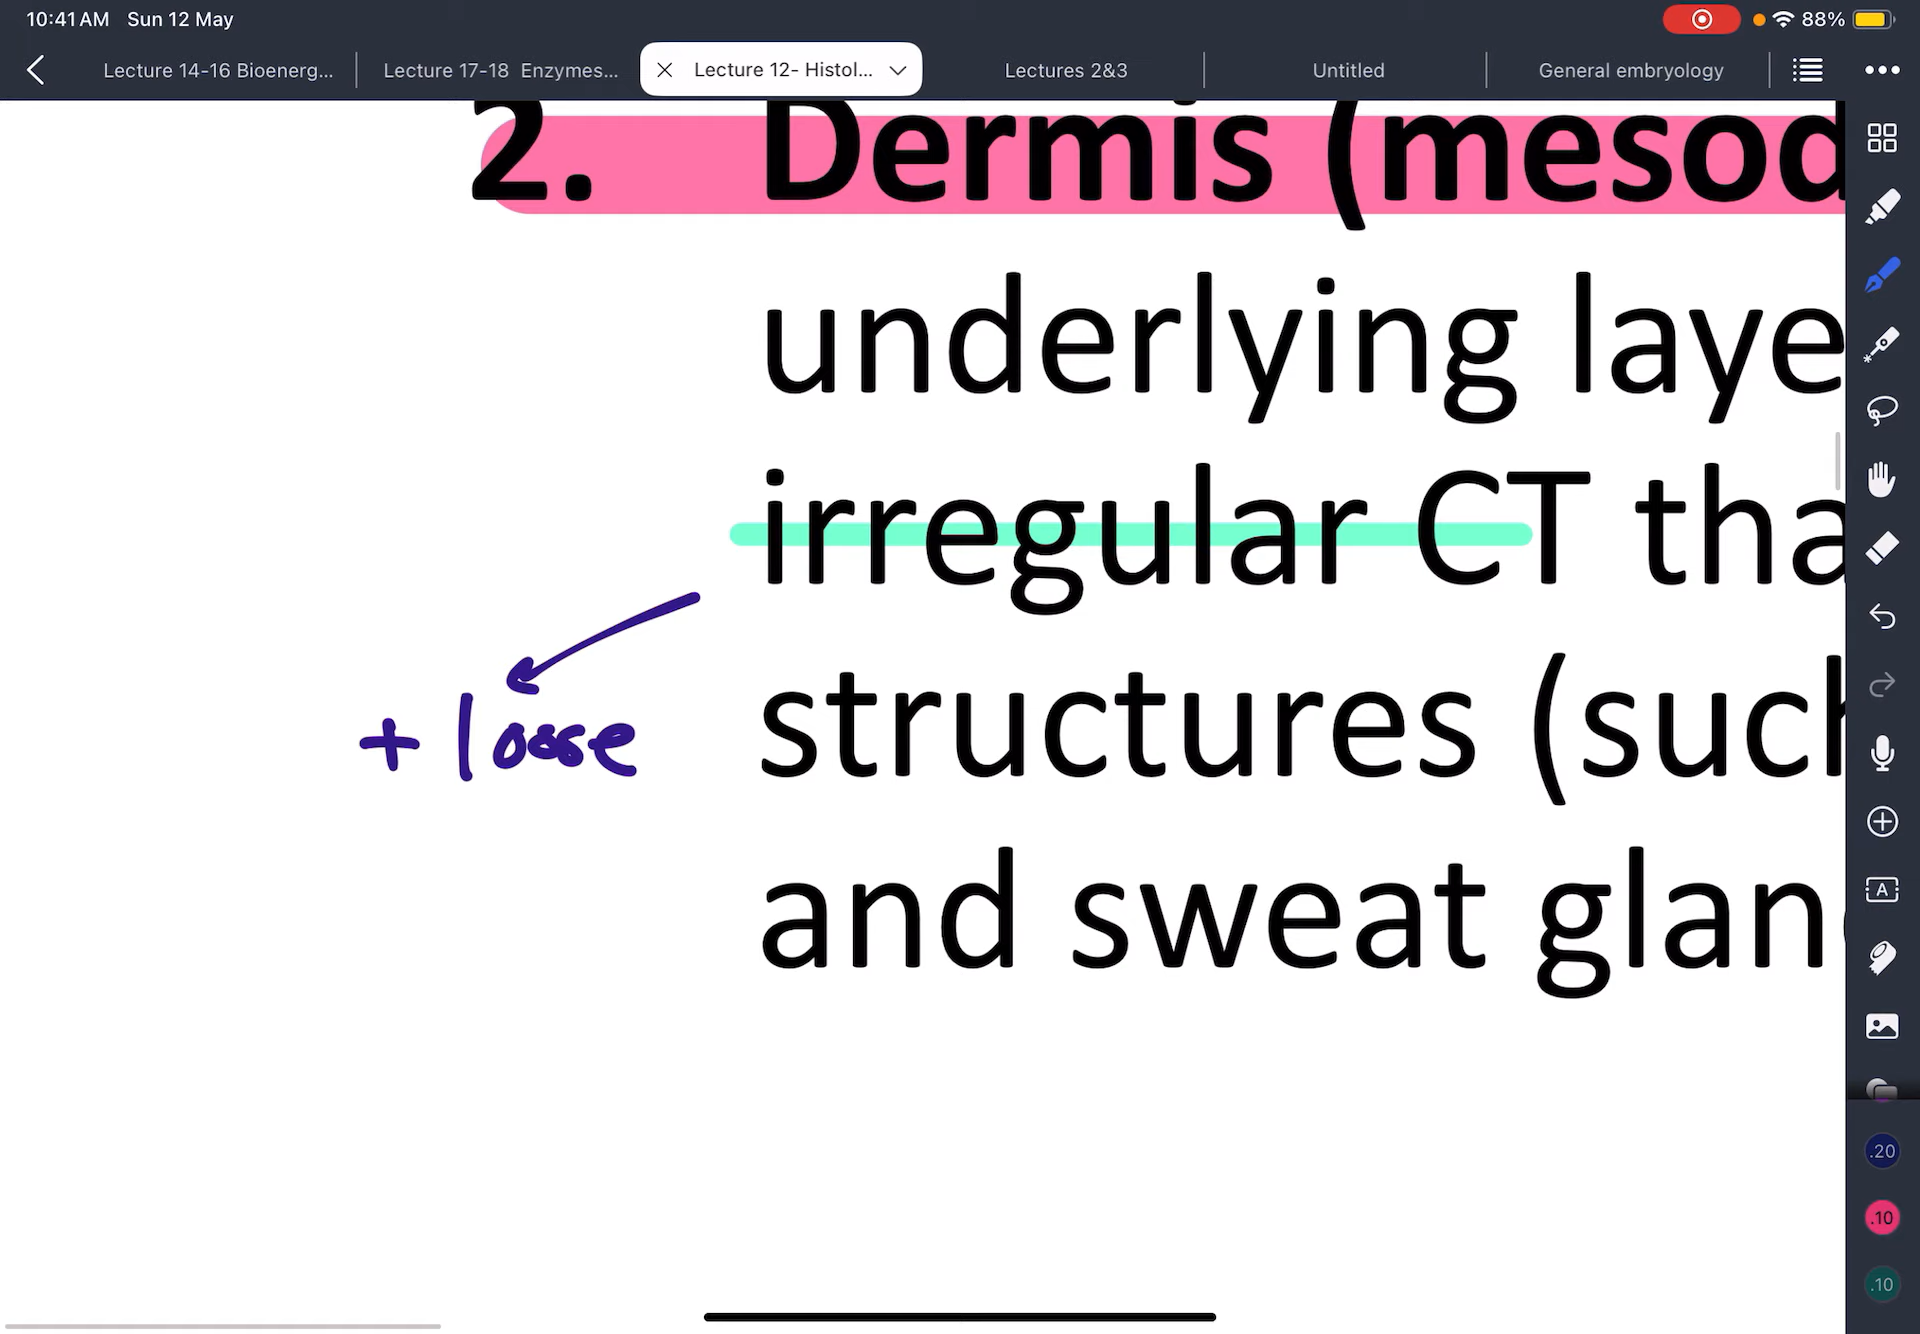 10:41 AM Sun 12 May 88%
Lecture 14-16 Bioenerg... Lecture 17-18 Enzymes... Lecture 12- Histol... Lectures 2&3 Untitled General embryology
2. Dermis (mesod
underlying laye
irregular CT tha
+ loose structures (such
and sweat glan
A
.20
.10
.10